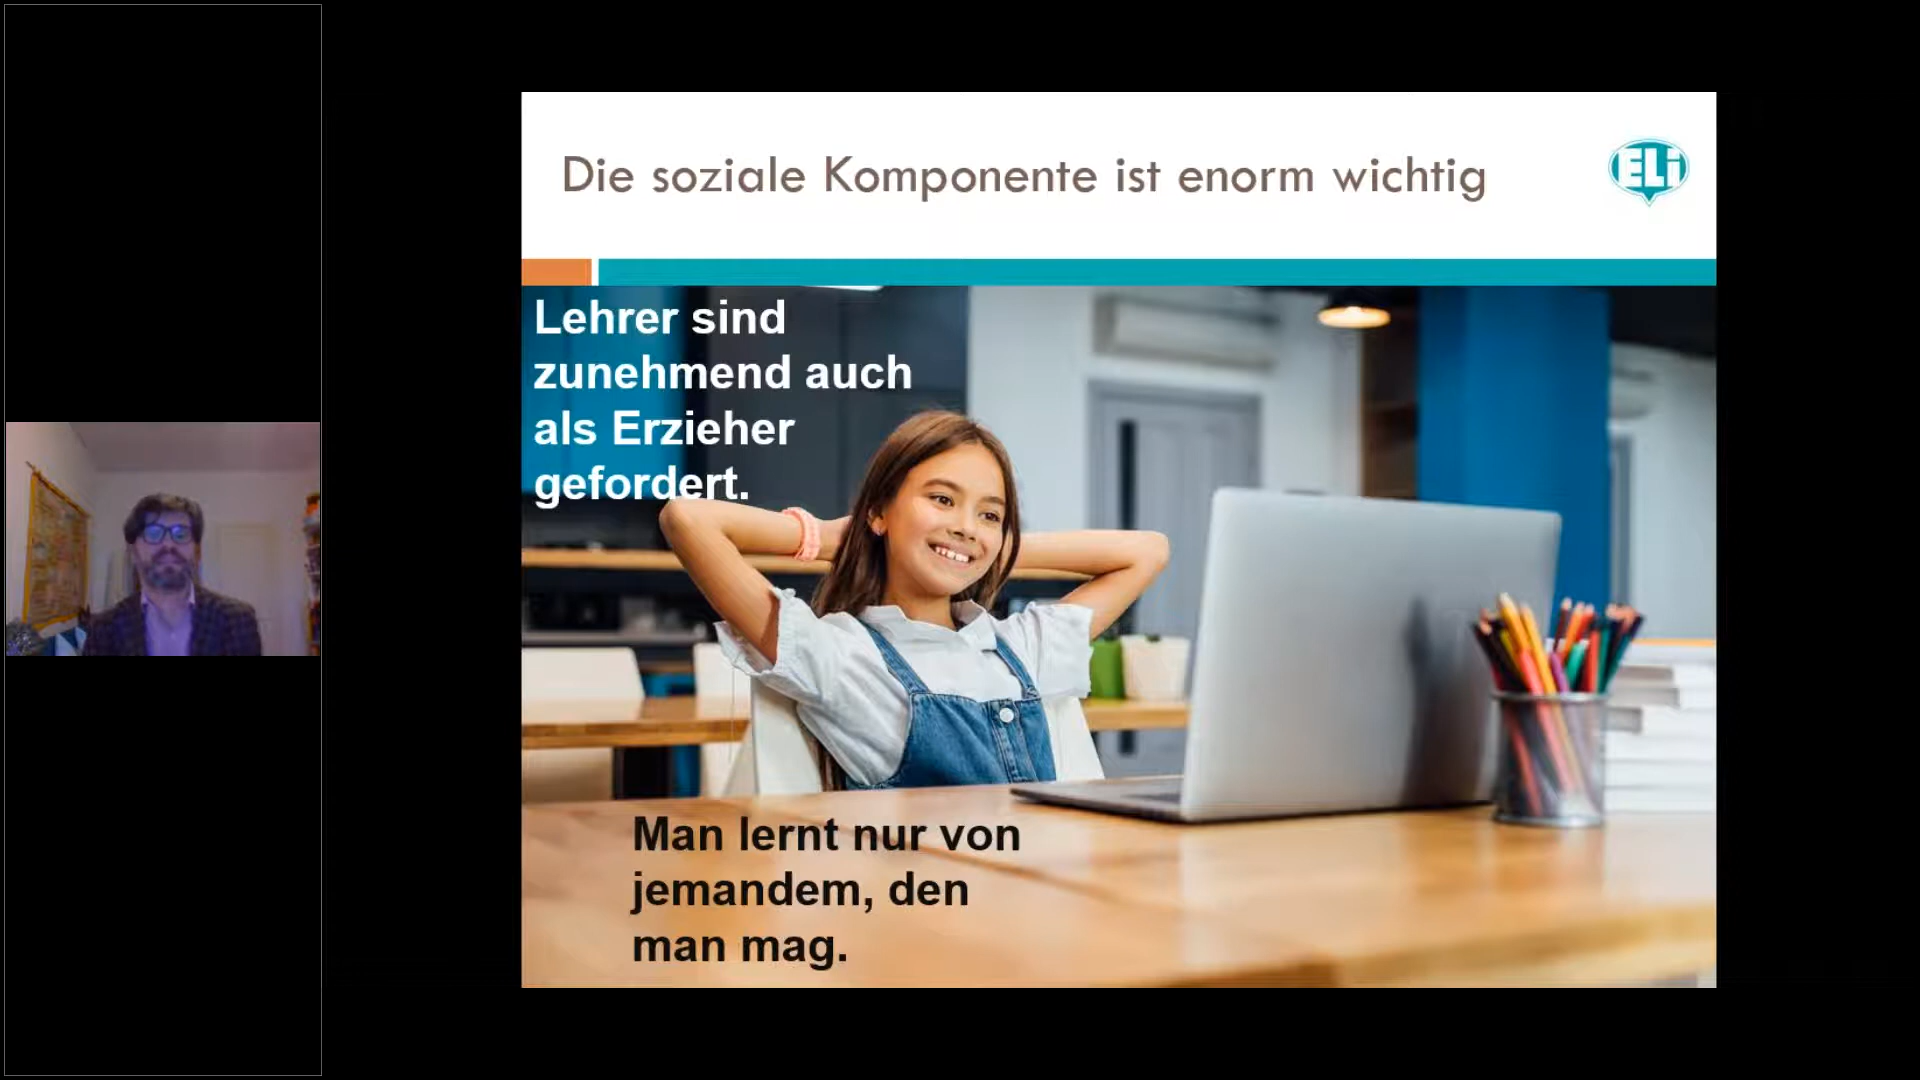 Die soziale Komponente ist enorm wichtig
ELi
Lehrer sind
zunehmend auch
als Erzieher
gefordert.
Man lernt nur von
jemandem, den
man mag.